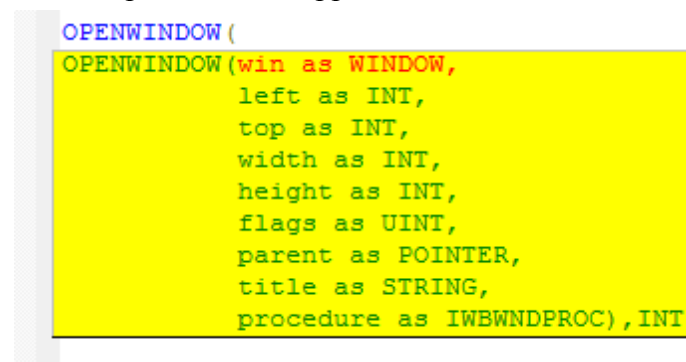 OPENWINDOW(
OPENWINDOW(win as WINDOW,
left as INT,
top as INT,
width as INT,
height as INT,
flags as UINT,
parent as POINTER,
title as STRING,
procedure as IWBWNDPROC),INT